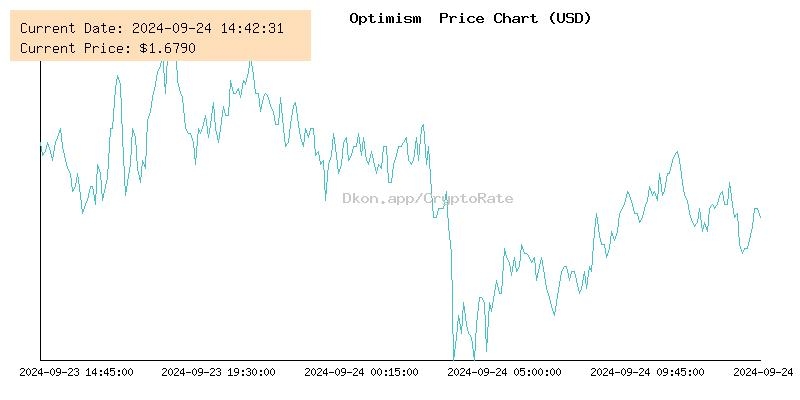 Optimism Price Chart (USD)
Current Date: 2024-09-24 14:42:31
Current Price: $1.6790
Dkon.app/CryptoRate
2024-09-23 14:45:00 2024-09-23 19:30:00 2024-09-24 00:15:00 2024-09-24 05:00:00 2024-09-24 09:45:00 2024-09-24